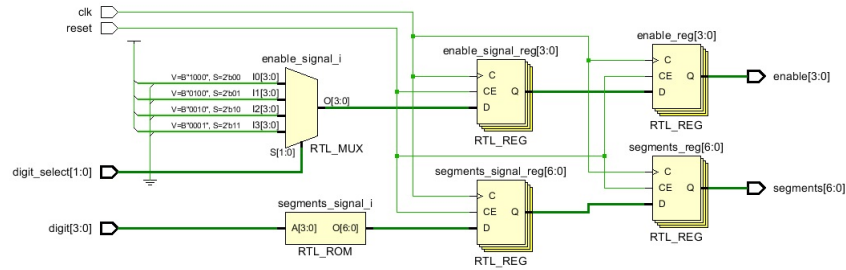 clk
reset
enable_signal_i
V=B"1000", S=2'b00 I0[3:0]
V=B"0100", S=2'b01 I1[3:0]
V=B"0010", S=2'b10 I2[3:0]
V=B"0001", S=2'b11 I3[3:0]
O[3:0]
S[1:0]
RTL_MUX
digit_select[1:0]
digit[3:0]
segments_signal_i
A[3:0] O[6:0]
RTL_ROM
enable_signal_reg[3:0]
C
CE Q
D
RTL_REG
segments_signal_reg[6:0]
C
CE Q
D
RTL_REG
enable_reg[3:0]
C
CE Q
D
RTL_REG
enable[3:0]
segments_reg[6:0]
C
CE Q
D
RTL_REG
segments[6:0]